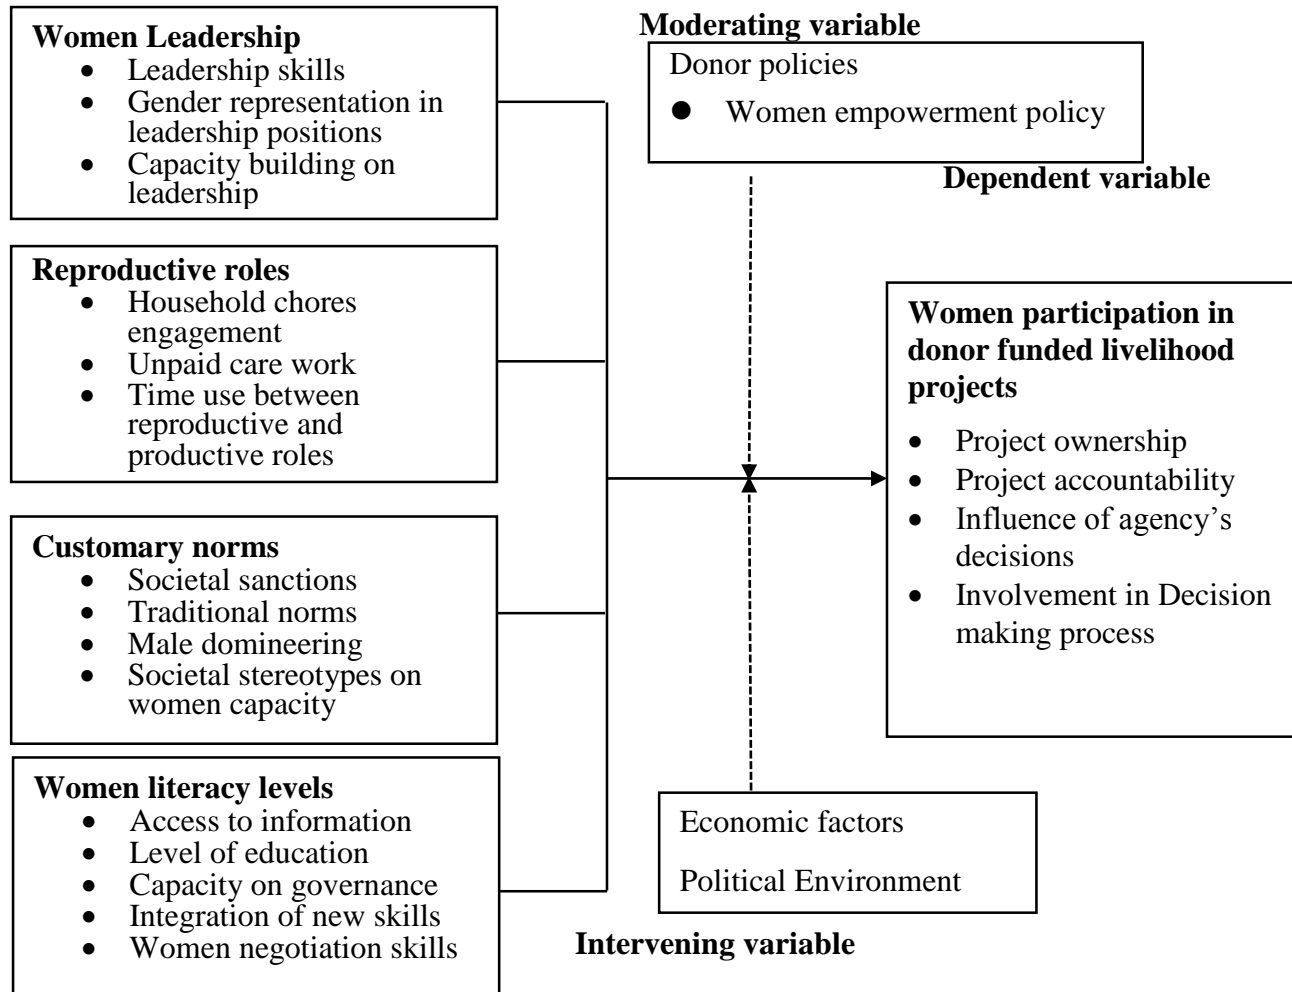 Women Leadership
• Leadership skills
• Gender representation in
leadership positions
• Capacity building on
leadership
Reproductive roles
• Household chores
engagement
• Unpaid care work
• Time use between
reproductive and
productive roles
Customary norms
• Societal sanctions
• Traditional norms
• Male domineering
• Societal stereotypes on
women capacity
Women literacy levels
• Access to information
• Level of education
• Capacity on governance
• Integration of new skills
• Women negotiation skills
Moderating variable
Donor policies
● Women empowerment policy
Dependent variable
Women participation in
donor funded livelihood
projects
• Project ownership
• Project accountability
• Influence of agency’s
decisions
• Involvement in Decision
making process
Economic factors
Political Environment
Intervening variable